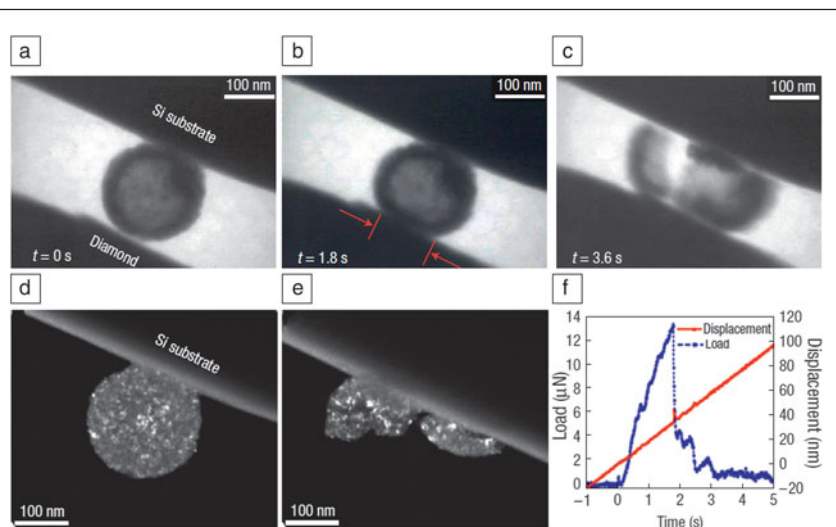 a
b
c
100 nm
100 nm
100 nm
Si substrate
Diamond
t = 0 s
t = 1.8 s
t = 3.6 s
d
e
f
Si substrate
100 nm
100 nm
Displacement
Load
Load (μN)
14
12
10
8
6
4
2
0
120
100
80
60
40
20
0
−20
Displacement (nm)
−1
0
1
2
3
4
5
Time (s)